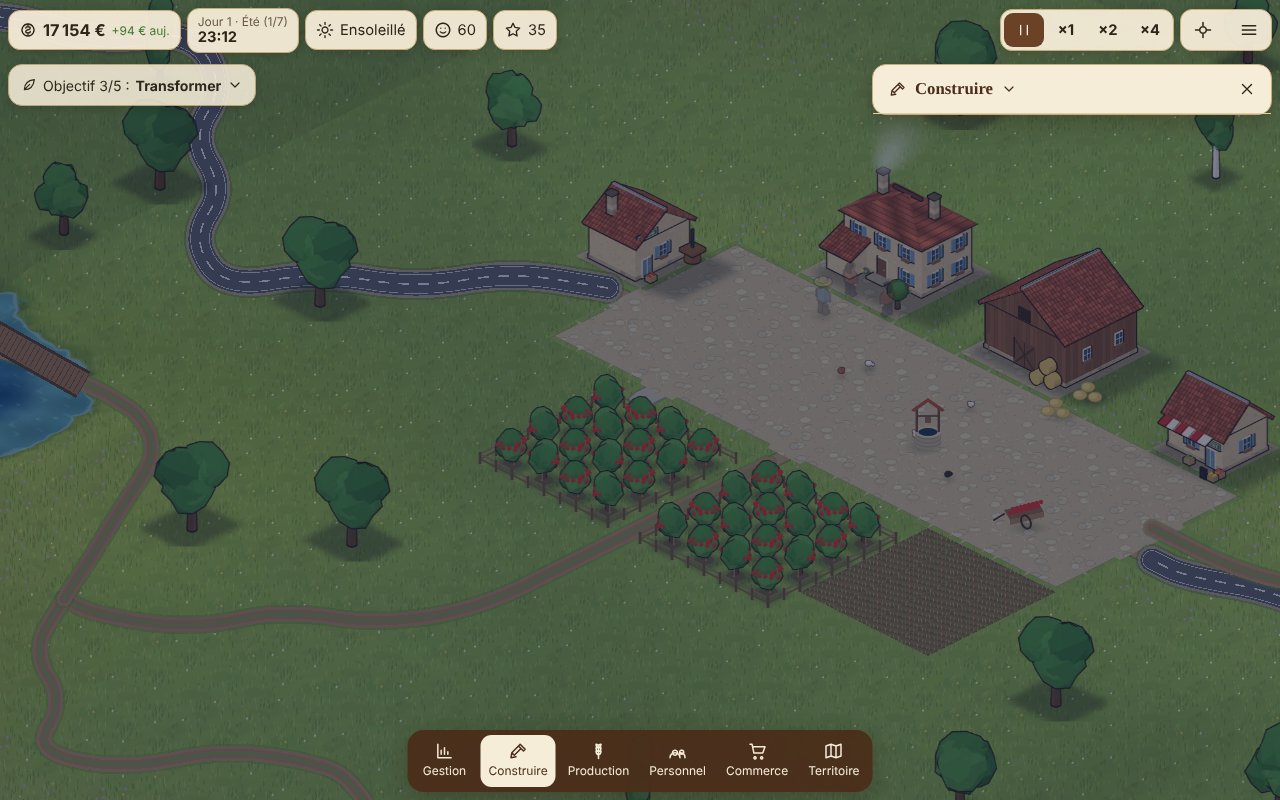 17 154 € +94 € auj.
Jour 1 · Été (1/7)
23:12
Ensoleillé
60
35
×1
×2
×4
Objectif 3/5 : Transformer
Construire
Gestion
Construire
Production
Personnel
Commerce
Territoire